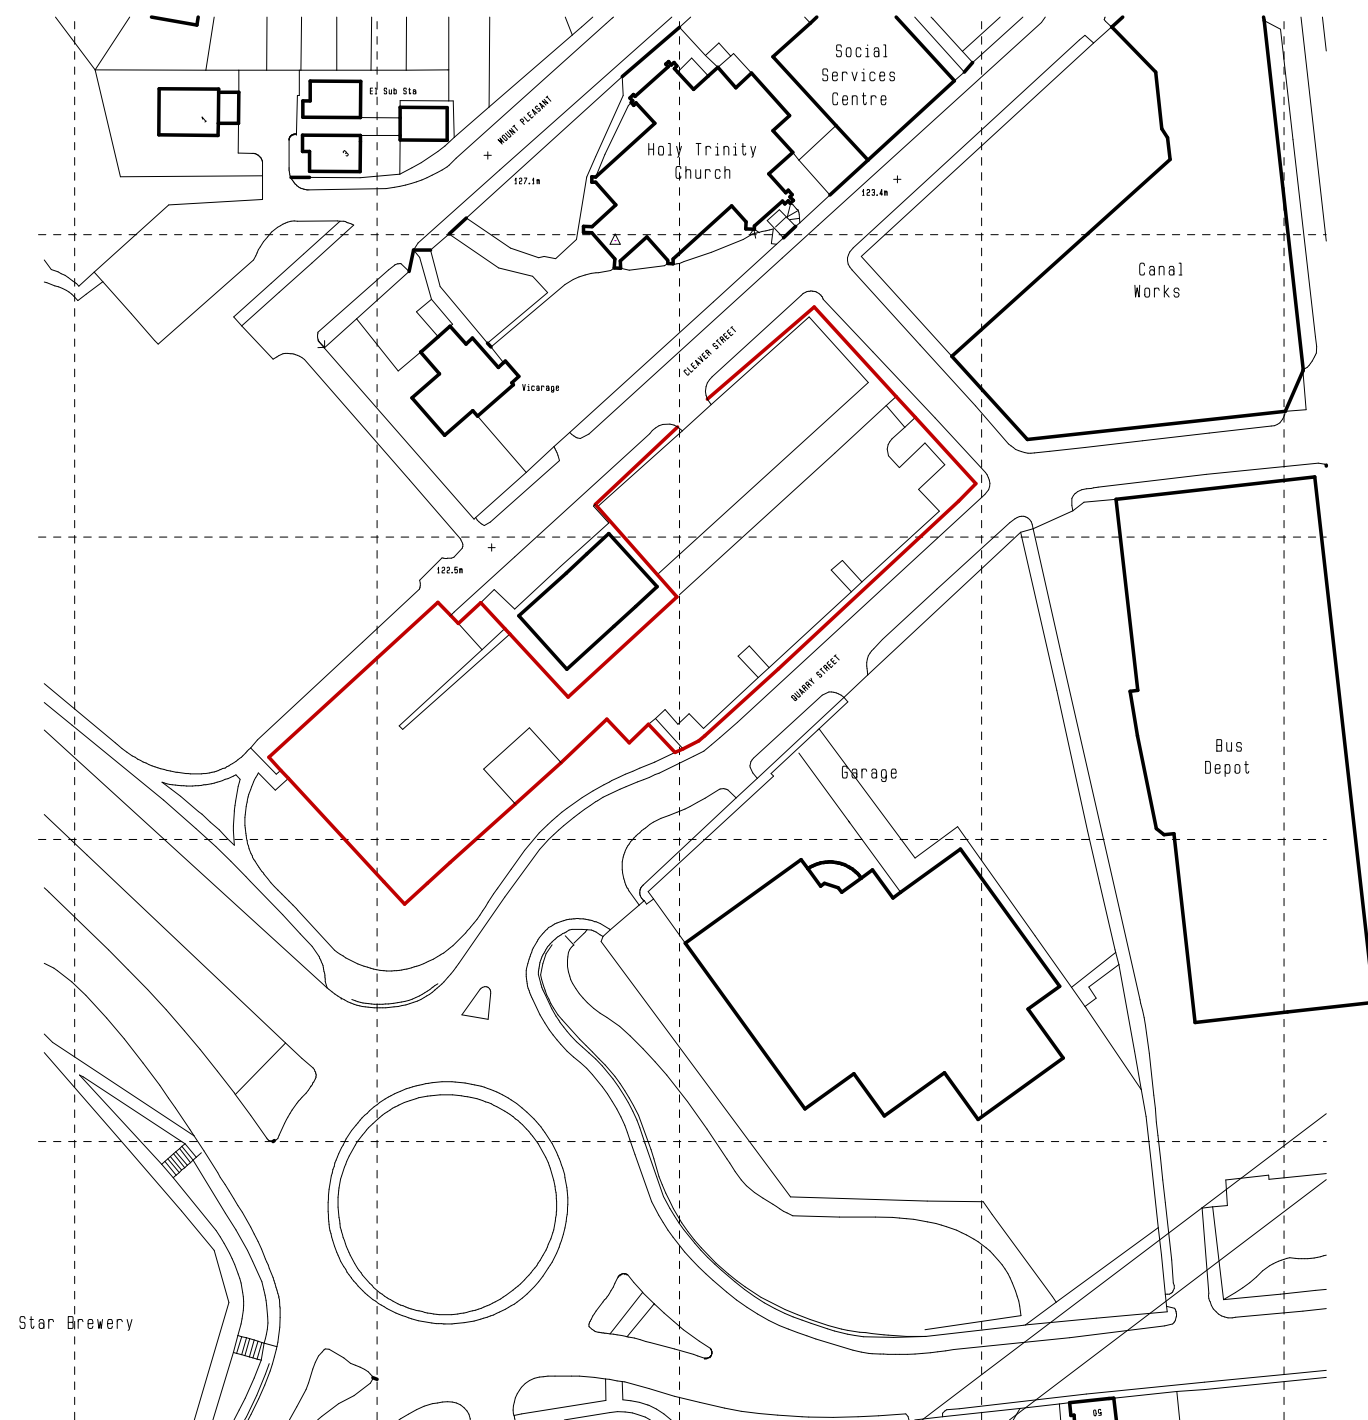 Social
Services
Centre
El Sub Sta
1
3
MOUNT PLEASANT
127.1m
Holy Trinity
Church
123.4m
Canal
Works
CLEAVER STREET
Vicarage
122.5m
QUARRY STREET
Garage
Bus
Depot
Star Brewery
50